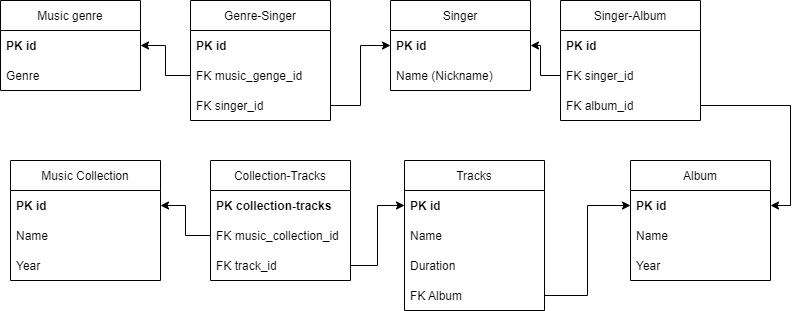 Music genre
PK id
Genre
Genre-Singer
PK id
FK music_genge_id
FK singer_id
Singer
PK id
Name (Nickname)
Singer-Album
PK id
FK singer_id
FK album_id
Music Collection
PK id
Name
Year
Collection-Tracks
PK collection-tracks
FK music_collection_id
FK track_id
Tracks
PK id
Name
Duration
FK Album
Album
PK id
Name
Year